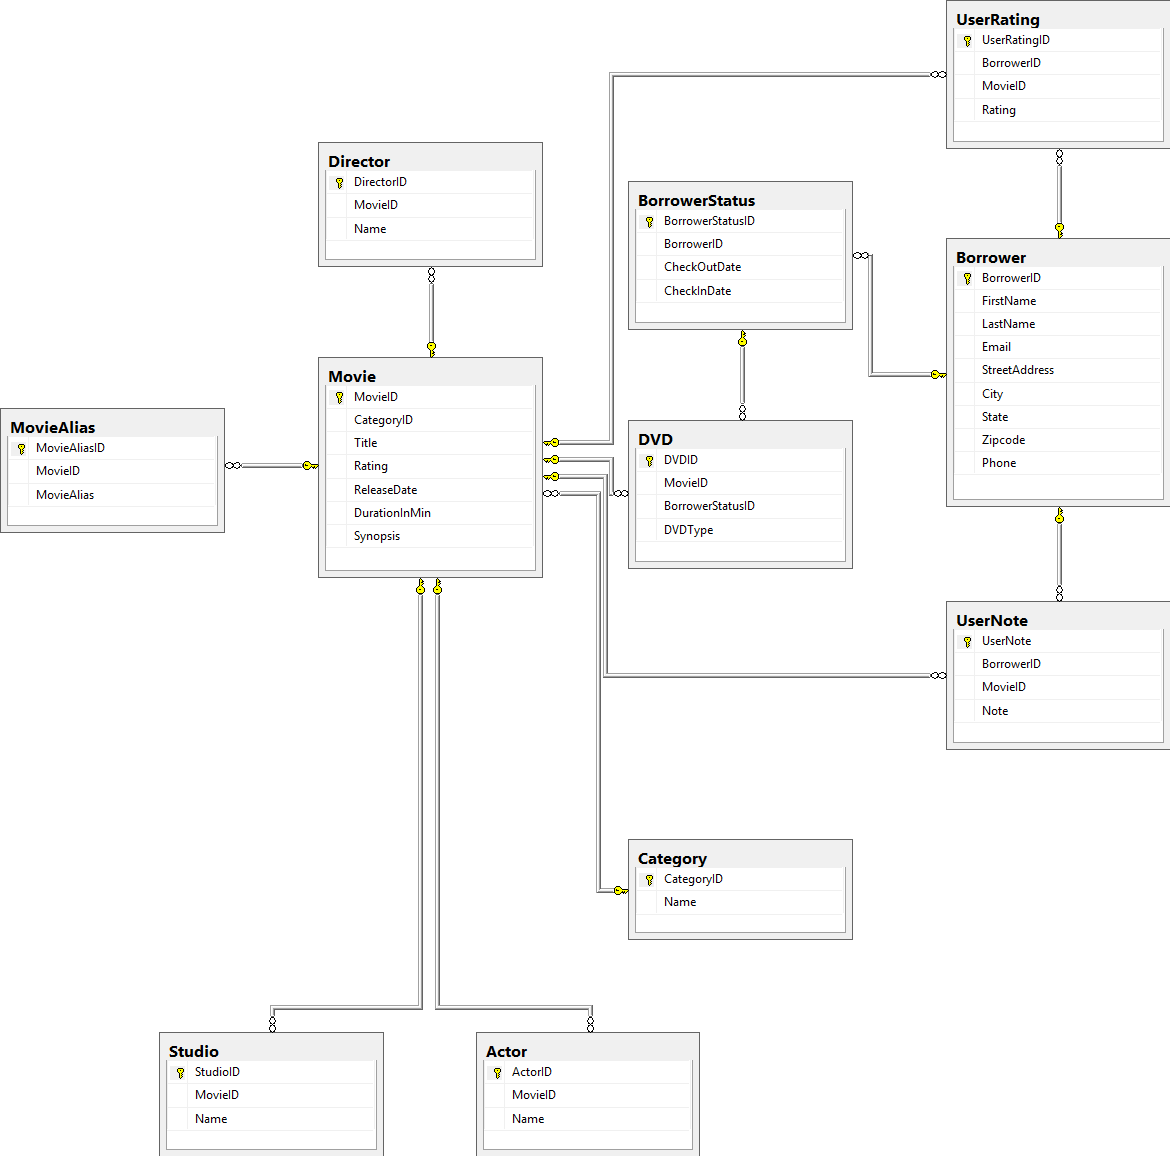 UserRating
UserRatingID
BorrowerID
MovieID
Rating
Director
DirectorID
MovieID
Name
BorrowerStatus
BorrowerStatusID
BorrowerID
CheckOutDate
CheckInDate
Borrower
BorrowerID
FirstName
LastName
Email
StreetAddress
City
State
Zipcode
Phone
Movie
MovieID
CategoryID
Title
Rating
ReleaseDate
DurationInMin
Synopsis
MovieAlias
MovieAliasID
MovieID
MovieAlias
DVD
DVDID
MovieID
BorrowerStatusID
DVDType
UserNote
UserNote
BorrowerID
MovieID
Note
Category
CategoryID
Name
Studio
StudioID
MovieID
Name
Actor
ActorID
MovieID
Name